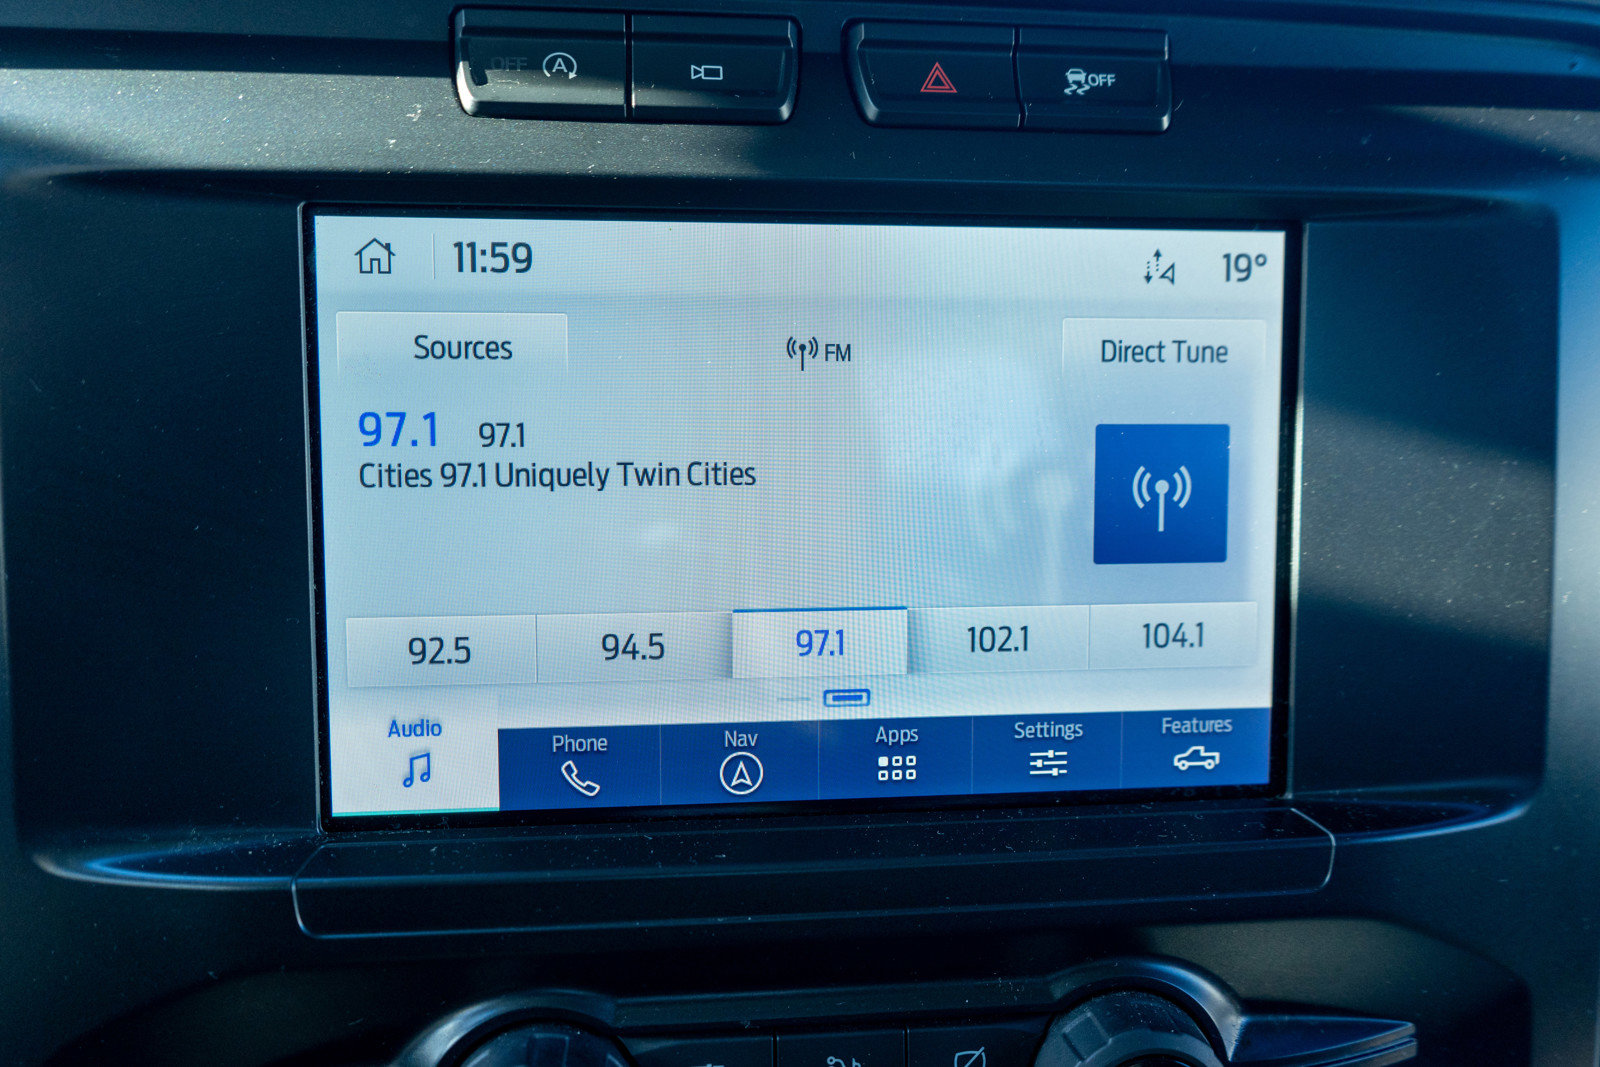 OFF A
OFF
11:59
19°
Sources
FM
Direct Tune
97.1 97.1
Cities 97.1 Uniquely Twin Cities
92.5 94.5 97.1 102.1 104.1
Audio Phone Nav Apps Settings Features